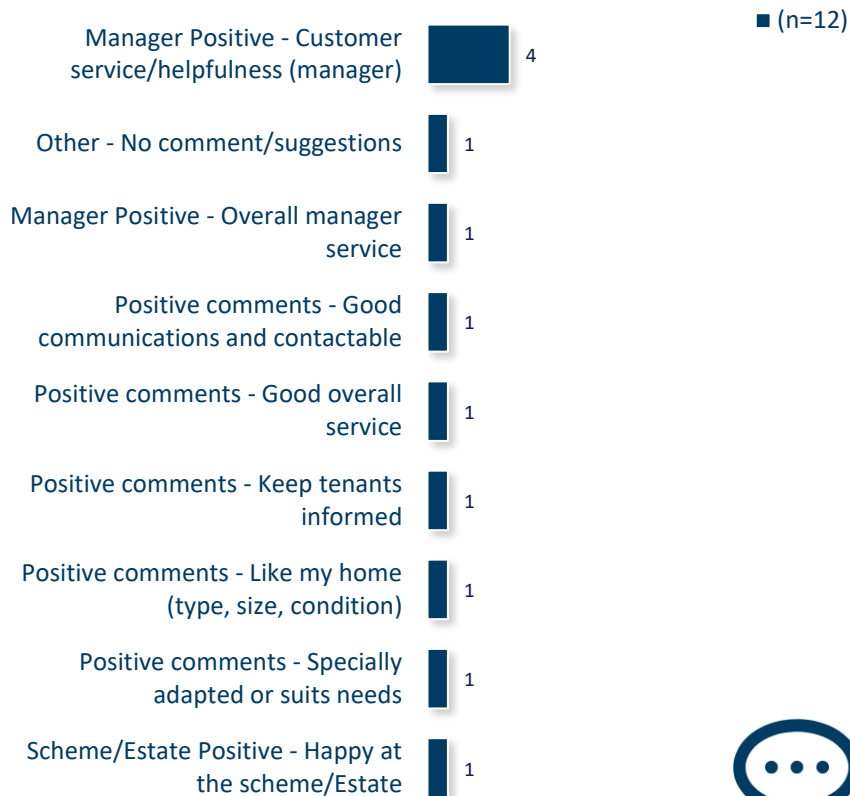 ■ (n=12)
Manager Positive - Customer
service/helpfulness (manager)
4
Other - No comment/suggestions
1
Manager Positive - Overall manager
service
1
Positive comments - Good
communications and contactable
1
Positive comments - Good overall
service
1
Positive comments - Keep tenants
informed
1
Positive comments - Like my home
(type, size, condition)
1
Positive comments - Specially
adapted or suits needs
1
Scheme/Estate Positive - Happy at
the scheme/Estate
1